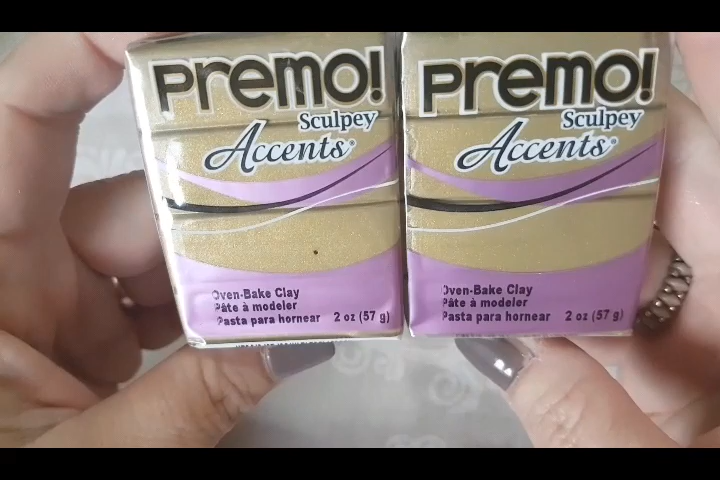 Premo!
Sculpey
Accents®
Oven-Bake Clay
Pâte à modeler
Pasta para hornear 2 oz (57 g)
Premo!
Sculpey
Accents®
Oven-Bake Clay
Pâte à modeler
Pasta para hornear 2 oz (57 g)